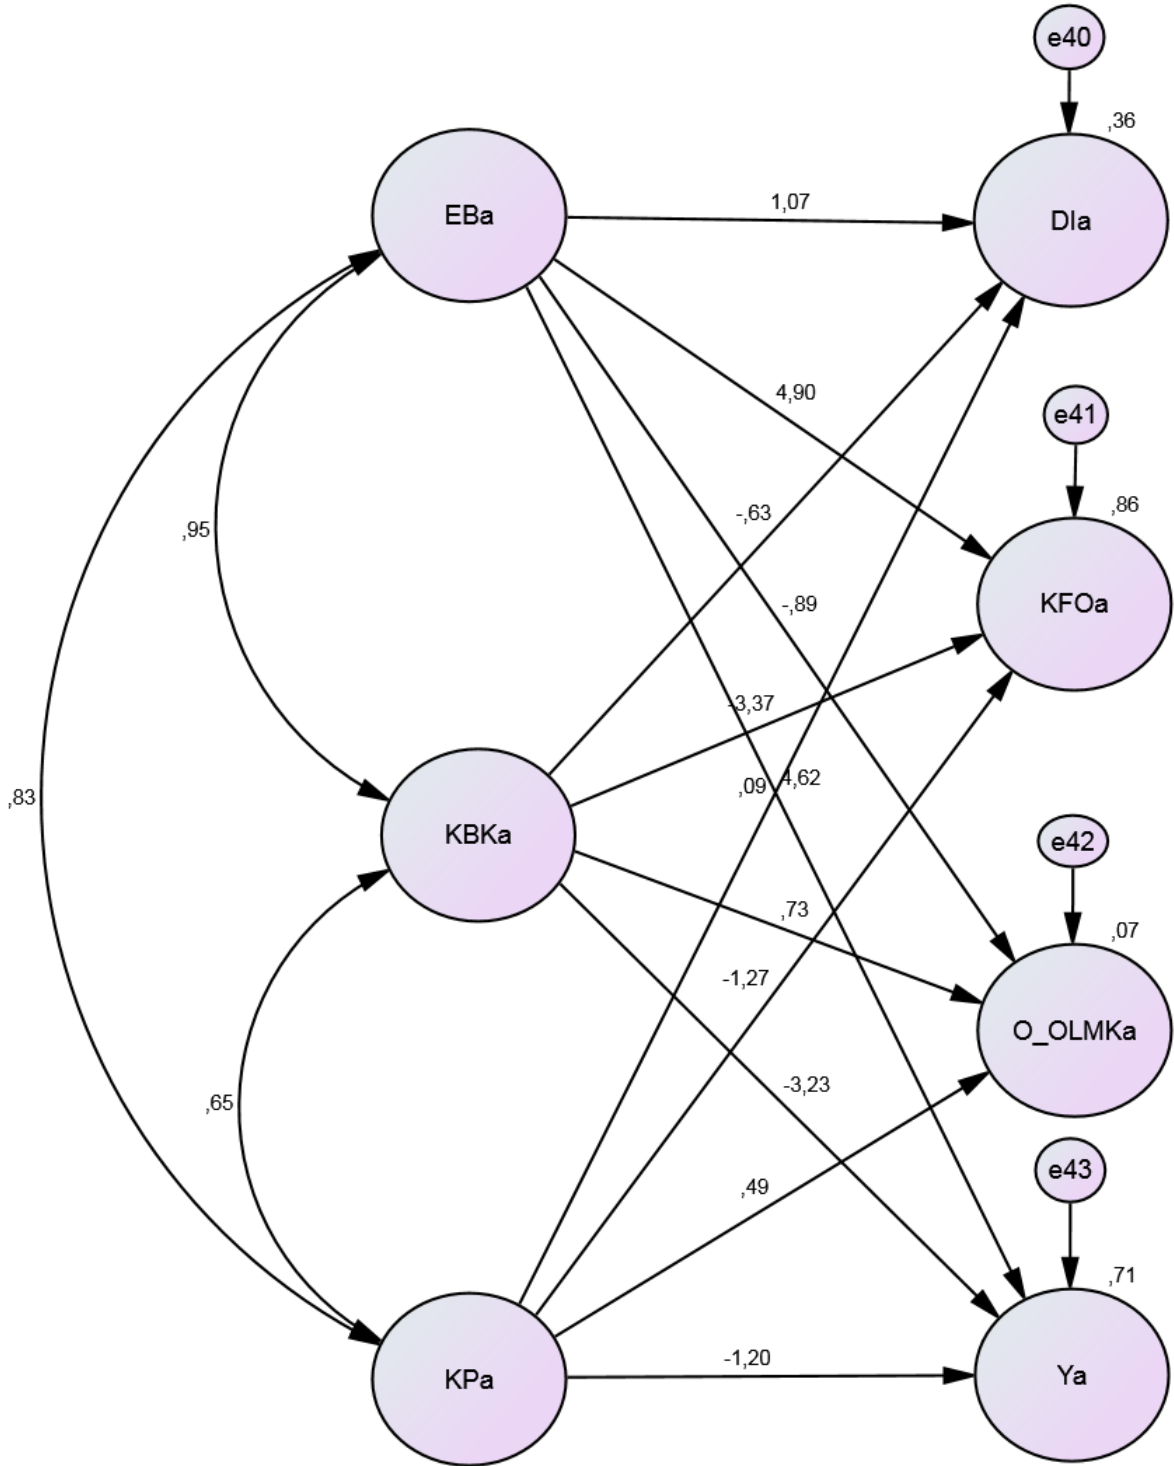 e40
,36
EBa
1,07
DIa
4,90
e41
,86
-,63
,95
-,89
KFOa
-3,37
,09
4,62
,83
KBKa
e42
,73
,07
-1,27
O_OLMKa
,65
-3,23
e43
,49
,71
-1,20
KPa
Ya